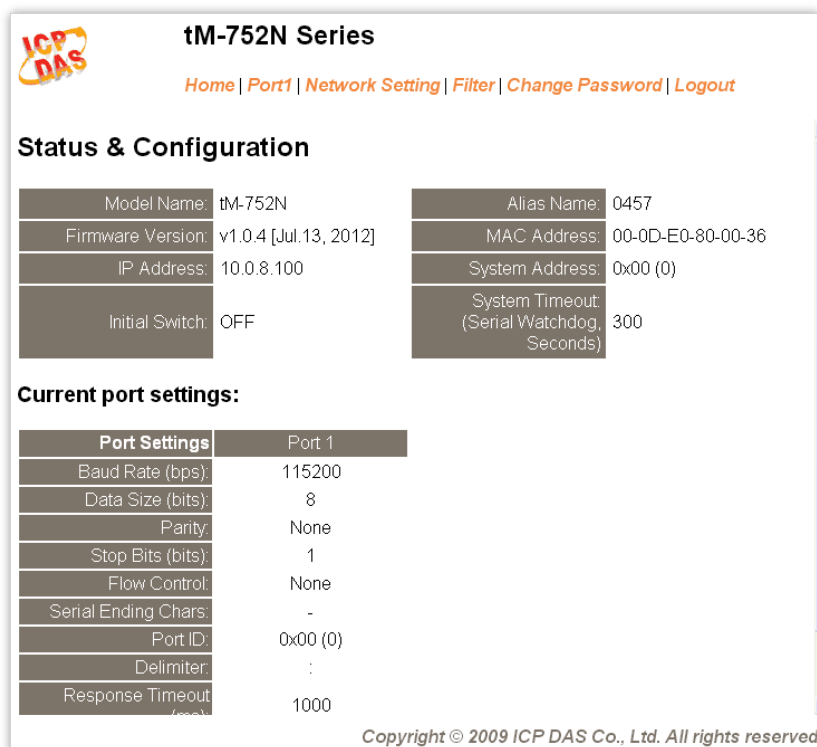 ICP DAS
tM-752N Series
Home | Port1 | Network Setting | Filter | Change Password | Logout
Status & Configuration
Model Name: tM-752N Alias Name: 0457
Firmware Version: v1.0.4 [Jul.13, 2012] MAC Address: 00-0D-E0-80-00-36
IP Address: 10.0.8.100 System Address: 0x00 (0)
Initial Switch: OFF System Timeout: (Serial Watchdog, Seconds) 300
Current port settings:
Port Settings Port 1
Baud Rate (bps): 115200
Data Size (bits): 8
Parity: None
Stop Bits (bits): 1
Flow Control: None
Serial Ending Chars: -
Port ID: 0x00 (0)
Delimiter: :
Response Timeout 1000
Copyright © 2009 ICP DAS Co., Ltd. All rights reserved